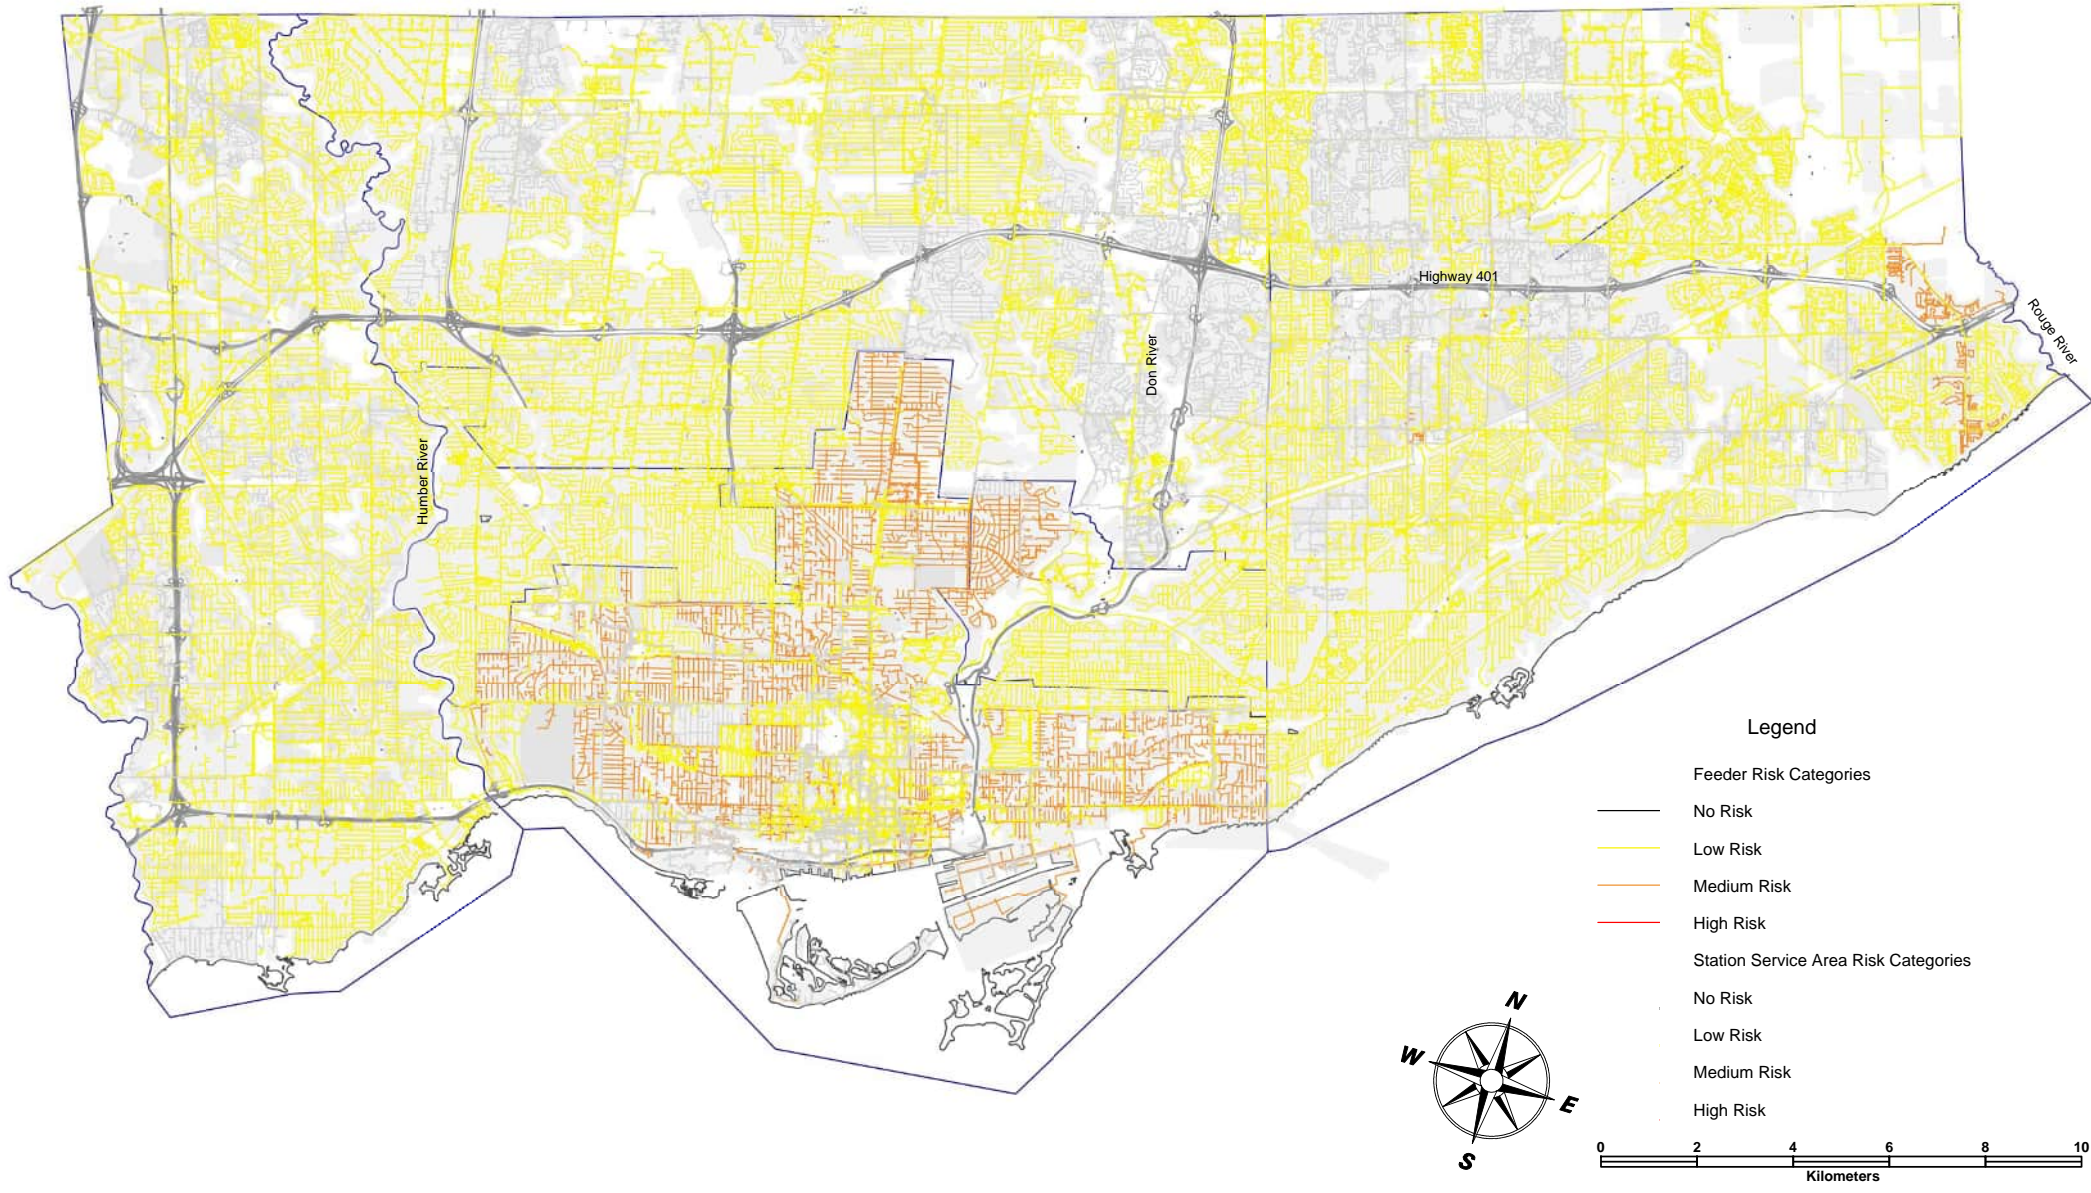 Highway 401
Rouge River
Don River
Humber River
Legend
Feeder Risk Categories
No Risk
Low Risk
Medium Risk
High Risk
Station Service Area Risk Categories
No Risk
Low Risk
Medium Risk
High Risk
N
W
E
S
0 2 4 6 8 10
Kilometers